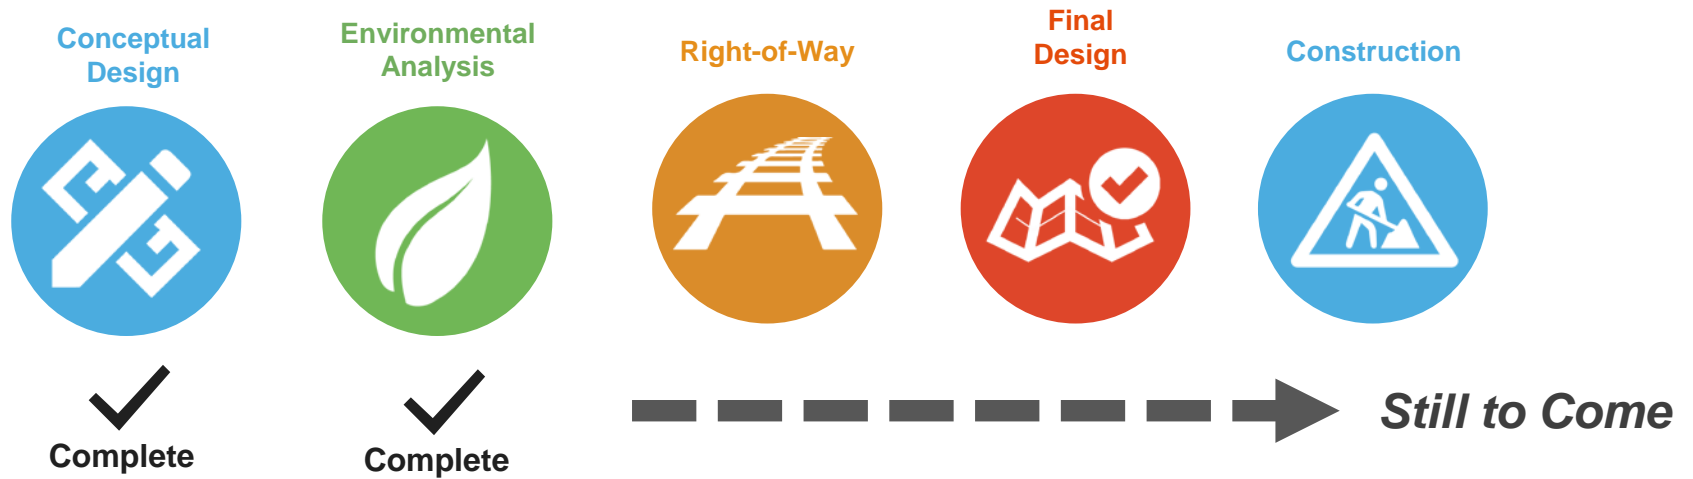 Conceptual
Design
Environmental
Analysis
Right-of-Way
Final
Design
Construction
Complete
Complete
Still to Come